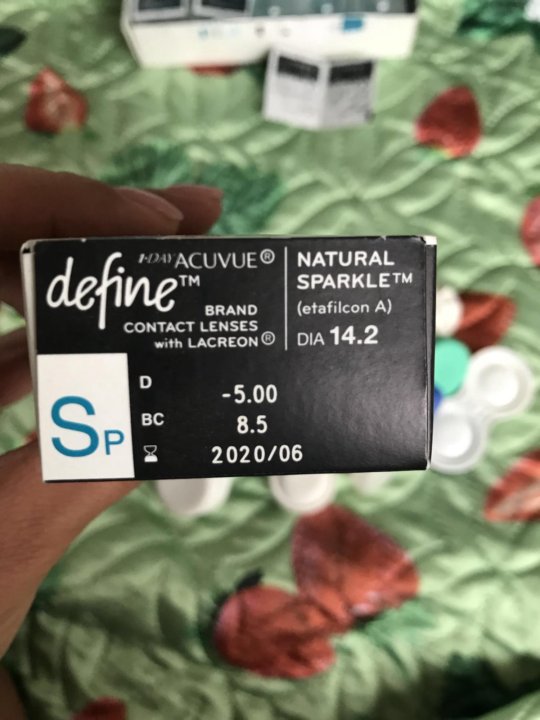 1-DAY ACUVUE®
define™
BRAND
CONTACT LENSES
with LACREON®
NATURAL
SPARKLE™
(etafilcon A)
DIA 14.2
SP
D -5.00
BC 8.5
2020/06